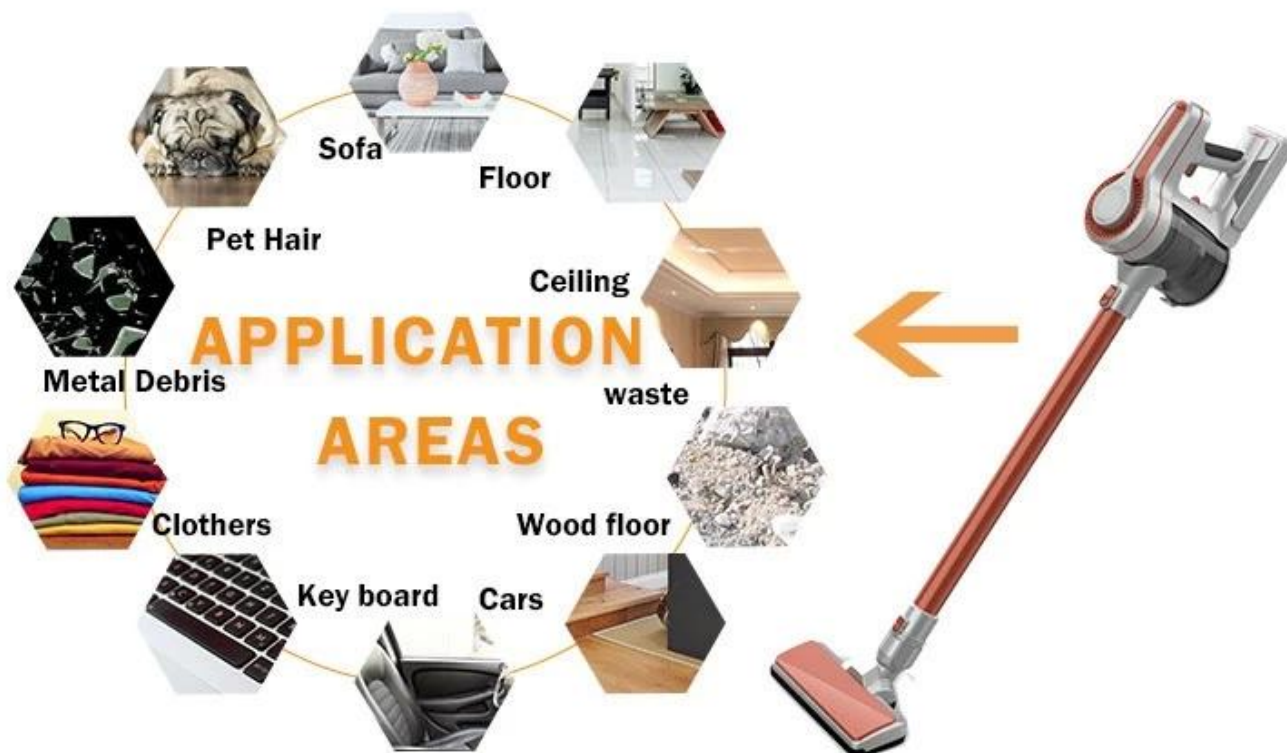 Sofa
Floor
Pet Hair
Ceiling
APPLICATION
AREAS
Metal Debris
waste
Clothers
Wood floor
Key board
Cars